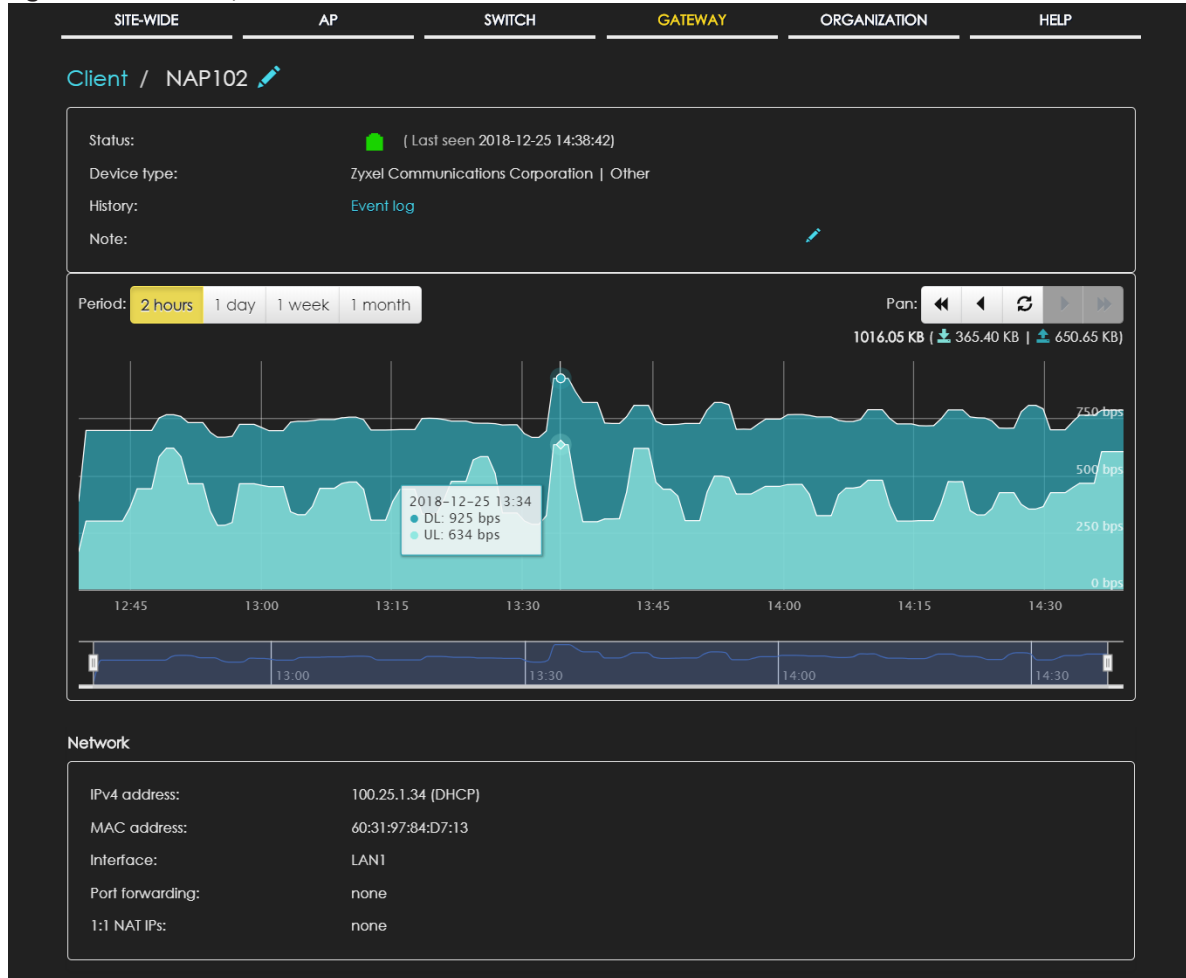 SITE-WIDE AP SWITCH GATEWAY ORGANIZATION HELP
Client / NAP102
Status: ( Last seen 2018-12-25 14:38:42)
Device type: Zyxel Communications Corporation | Other
History: Event log
Note:
Period: 2 hours 1 day 1 week 1 month Pan:
1016.05 KB ( 365.40 KB | 650.65 KB)
750 bps
500 bps
2018-12-25 13:34
DL: 925 bps
UL: 634 bps
250 bps
0 bps
12:45 13:00 13:15 13:30 13:45 14:00 14:15 14:30
13:00 13:30 14:00 14:30
Network
IPv4 address: 100.25.1.34 (DHCP)
MAC address: 60:31:97:84:D7:13
Interface: LAN1
Port forwarding: none
1:1 NAT IPs: none